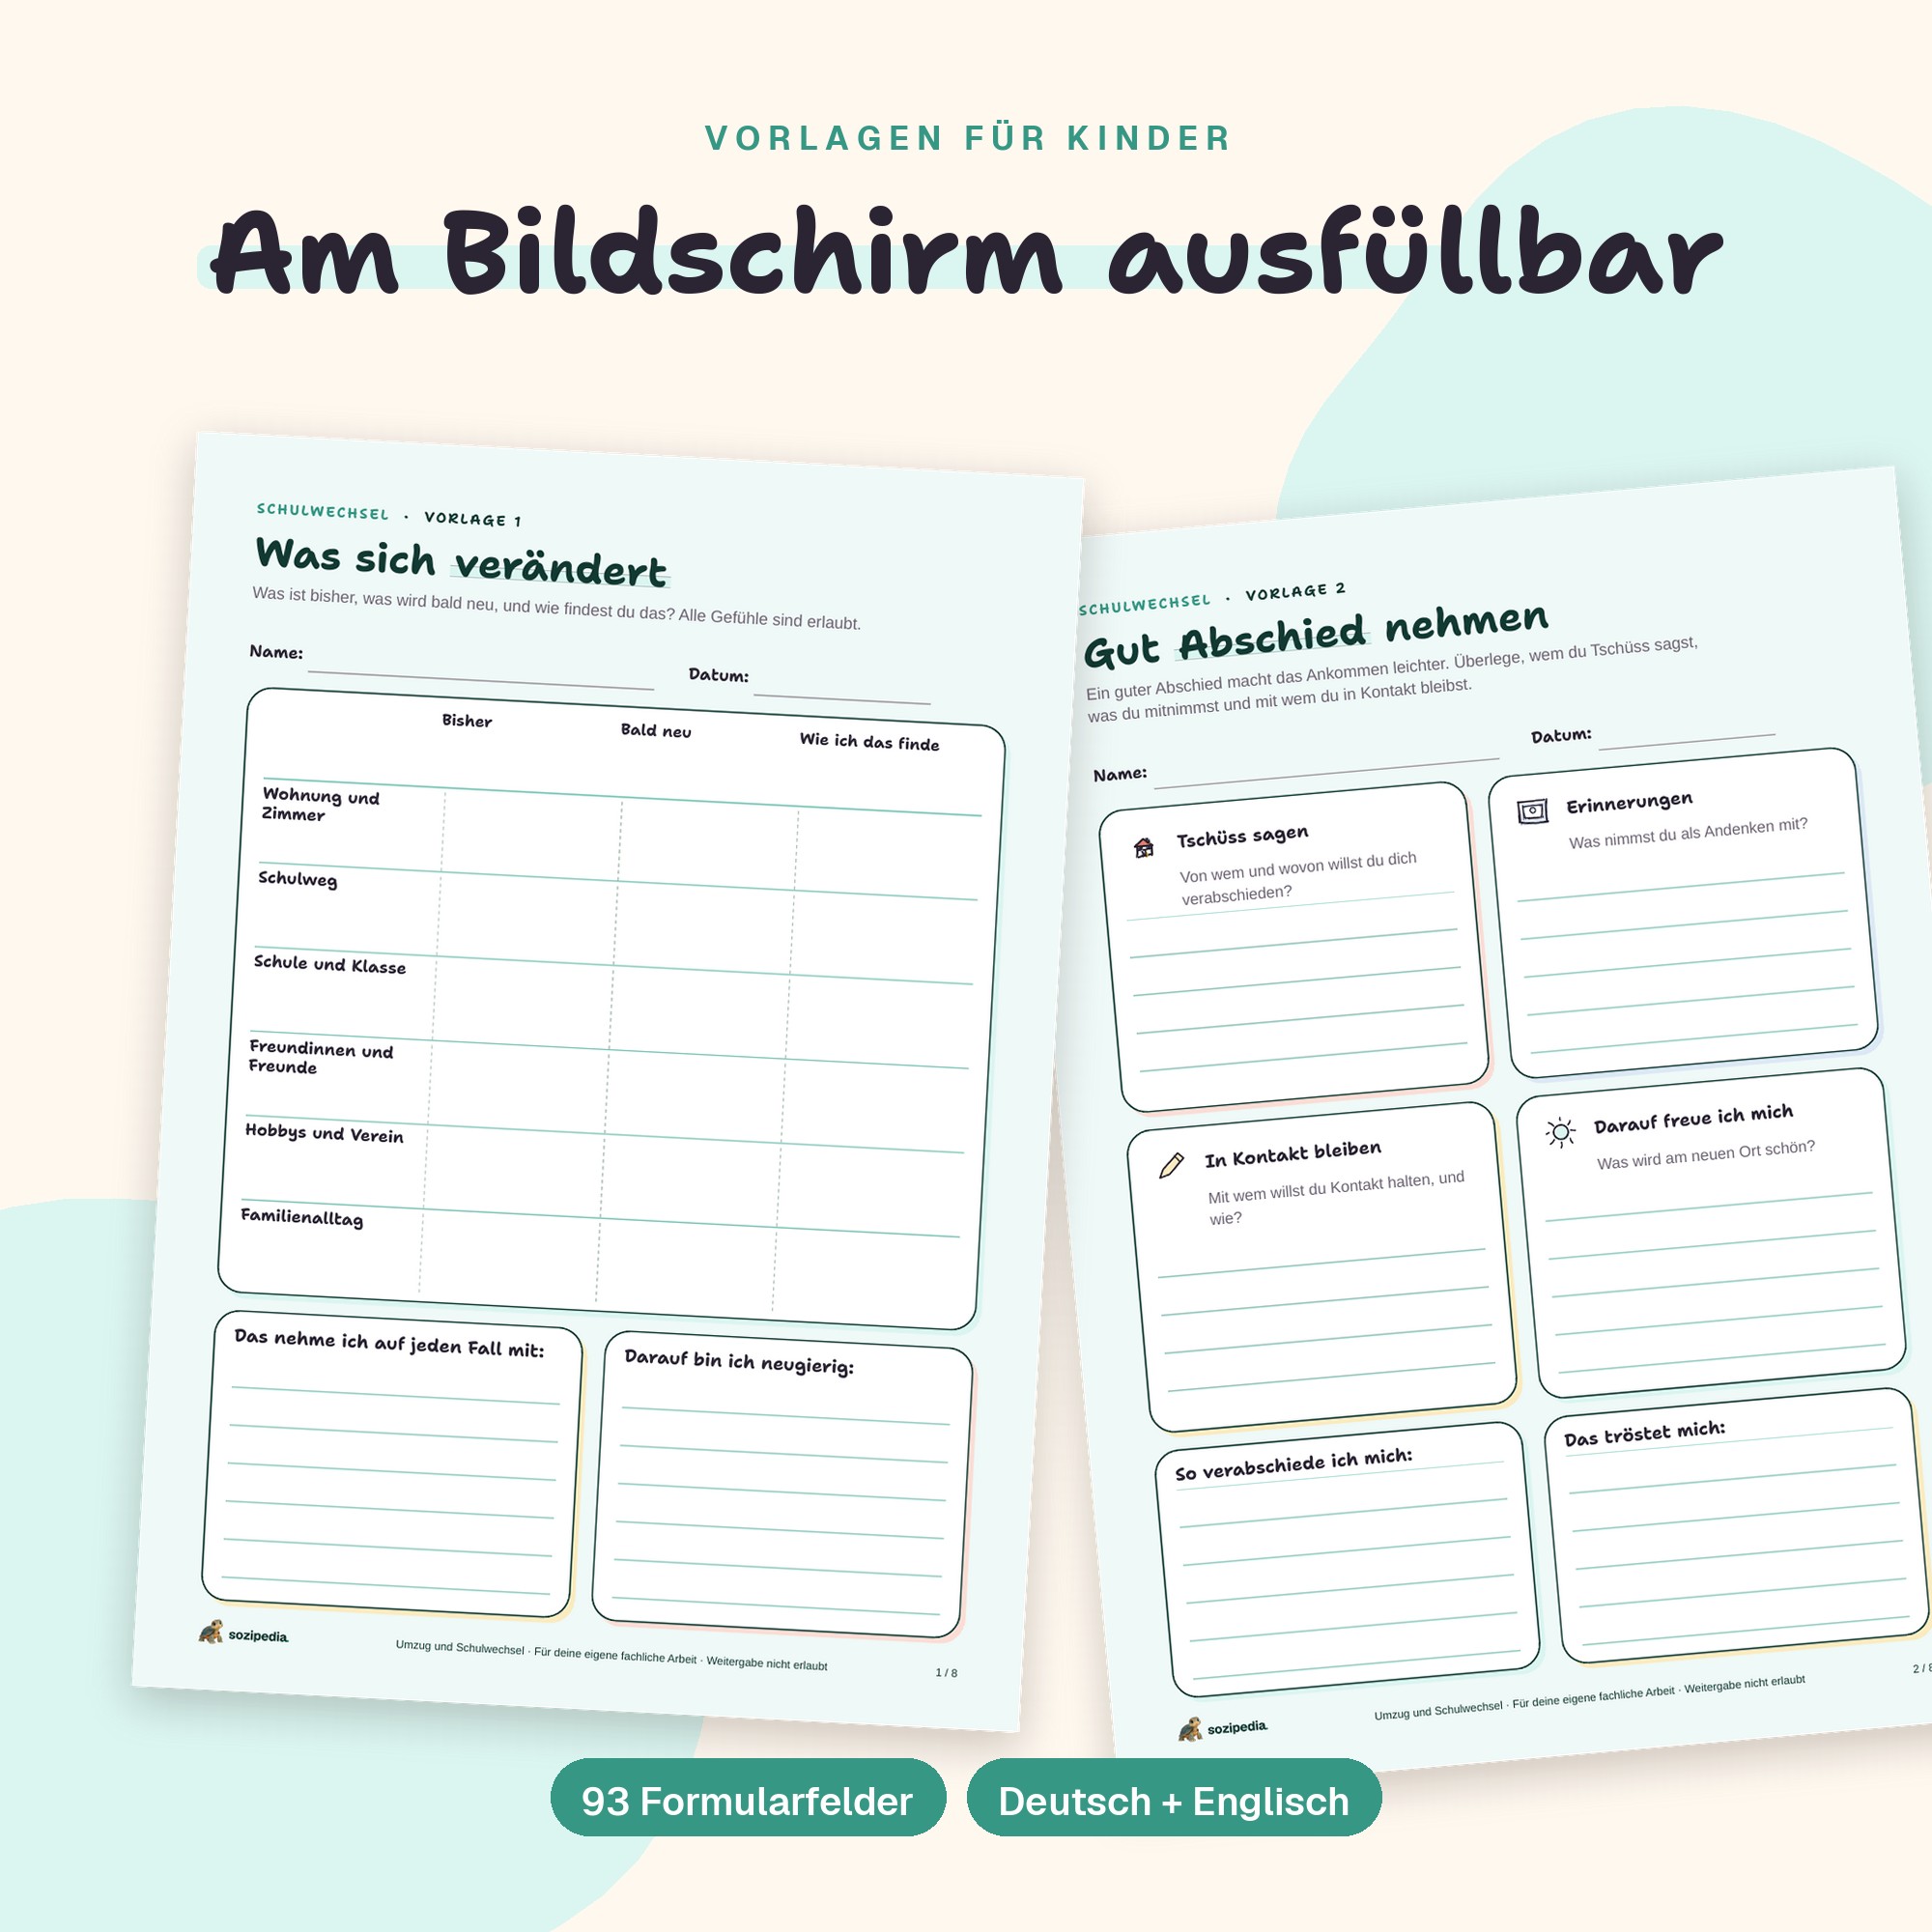 VORLAGEN FÜR KINDER
Am Bildschirm ausfüllbar
SCHULWECHSEL · VORLAGE 1
Was sich verändert
Was ist bisher, was wird bald neu, und wie findest du das? Alle Gefühle sind erlaubt.
Name:
Datum:
Bisher
Bald neu
Wie ich das finde
Wohnung und
Zimmer
Schulweg
Schule und Klasse
Freundinnen und
Freunde
Hobbys und Verein
Familienalltag
Das nehme ich auf jeden Fall mit:
Darauf bin ich neugierig:
sozipedia.
Umzug und Schulwechsel · Für deine eigene fachliche Arbeit · Weitergabe nicht erlaubt
1 / 8
SCHULWECHSEL · VORLAGE 2
Gut Abschied nehmen
Ein guter Abschied macht das Ankommen leichter. Überlege, wem du Tschüss sagst,
was du mitnimmst und mit wem du in Kontakt bleibst.
Name:
Datum:
Tschüss sagen
Von wem und wovon willst du dich
verabschieden?
Erinnerungen
Was nimmst du als Andenken mit?
In Kontakt bleiben
Mit wem willst du Kontakt halten, und
wie?
Darauf freue ich mich
Was wird am neuen Ort schön?
So verabschiede ich mich:
Das tröstet mich:
sozipedia.
Umzug und Schulwechsel · Für deine eigene fachliche Arbeit · Weitergabe nicht erlaubt
2 / 8
93 Formularfelder
Deutsch + Englisch